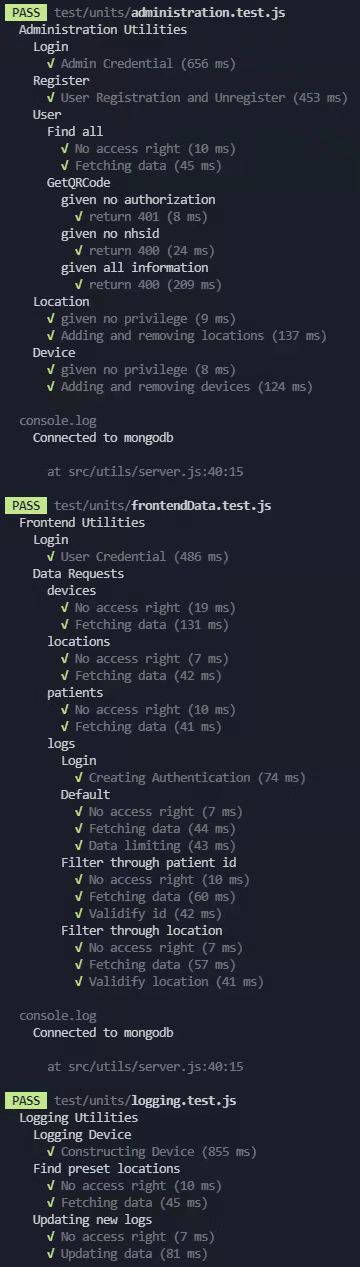 PASS test/units/administration.test.js
Administration Utilities
Login
√ Admin Credential (656 ms)
Register
√ User Registration and Unregister (453 ms)
User
Find all
√ No access right (10 ms)
√ Fetching data (45 ms)
GetQRCode
given no authorization
√ return 401 (8 ms)
given no nhsid
√ return 400 (24 ms)
given all information
√ return 400 (209 ms)
Location
√ given no privilege (9 ms)
√ Adding and removing locations (137 ms)
Device
√ given no privilege (8 ms)
√ Adding and removing devices (124 ms)
console.log
Connected to mongodb
at src/utils/server.js:40:15
PASS test/units/frontendData.test.js
Frontend Utilities
Login
√ User Credential (486 ms)
Data Requests
devices
√ No access right (19 ms)
√ Fetching data (131 ms)
locations
√ No access right (7 ms)
√ Fetching data (42 ms)
patients
√ No access right (10 ms)
√ Fetching data (41 ms)
logs
Login
√ Creating Authentication (74 ms)
Default
√ No access right (7 ms)
√ Fetching data (44 ms)
√ Data limiting (43 ms)
Filter through patient id
√ No access right (10 ms)
√ Fetching data (60 ms)
√ Validify id (42 ms)
Filter through location
√ No access right (7 ms)
√ Fetching data (57 ms)
√ Validify location (41 ms)
console.log
Connected to mongodb
at src/utils/server.js:40:15
PASS test/units/logging.test.js
Logging Utilities
Logging Device
√ Constructing Device (855 ms)
Find preset locations
√ No access right (10 ms)
√ Fetching data (45 ms)
Updating new logs
√ No access right (7 ms)
√ Updating data (81 ms)